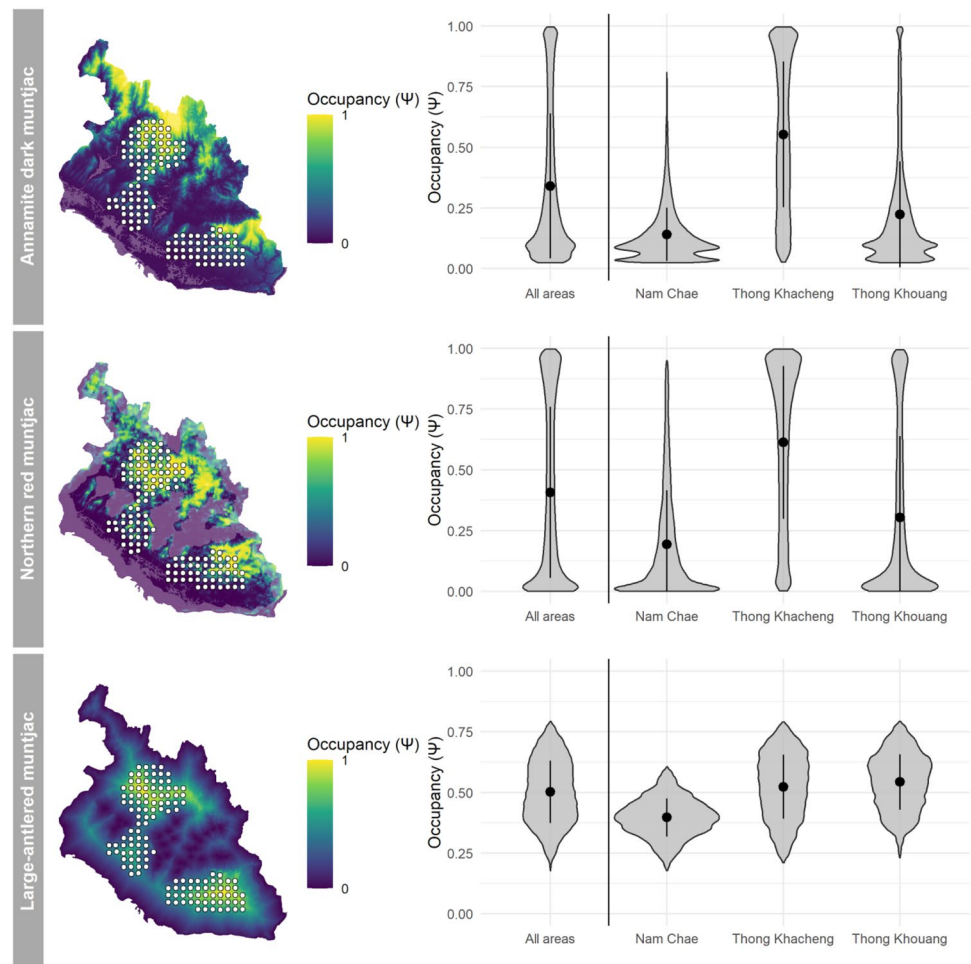 Annamite dark muntjac
Occupancy (Ψ)
1
0
Occupancy (Ψ)
1.00
0.75
0.50
0.25
0.00
All areas
Nam Chae
Thong Khacheng
Thong Khouang
Northern red muntjac
Occupancy (Ψ)
1
0
Occupancy (Ψ)
1.00
0.75
0.50
0.25
0.00
All areas
Nam Chae
Thong Khacheng
Thong Khouang
Large-antlered muntjac
Occupancy (Ψ)
1
0
Occupancy (Ψ)
1.00
0.75
0.50
0.25
0.00
All areas
Nam Chae
Thong Khacheng
Thong Khouang